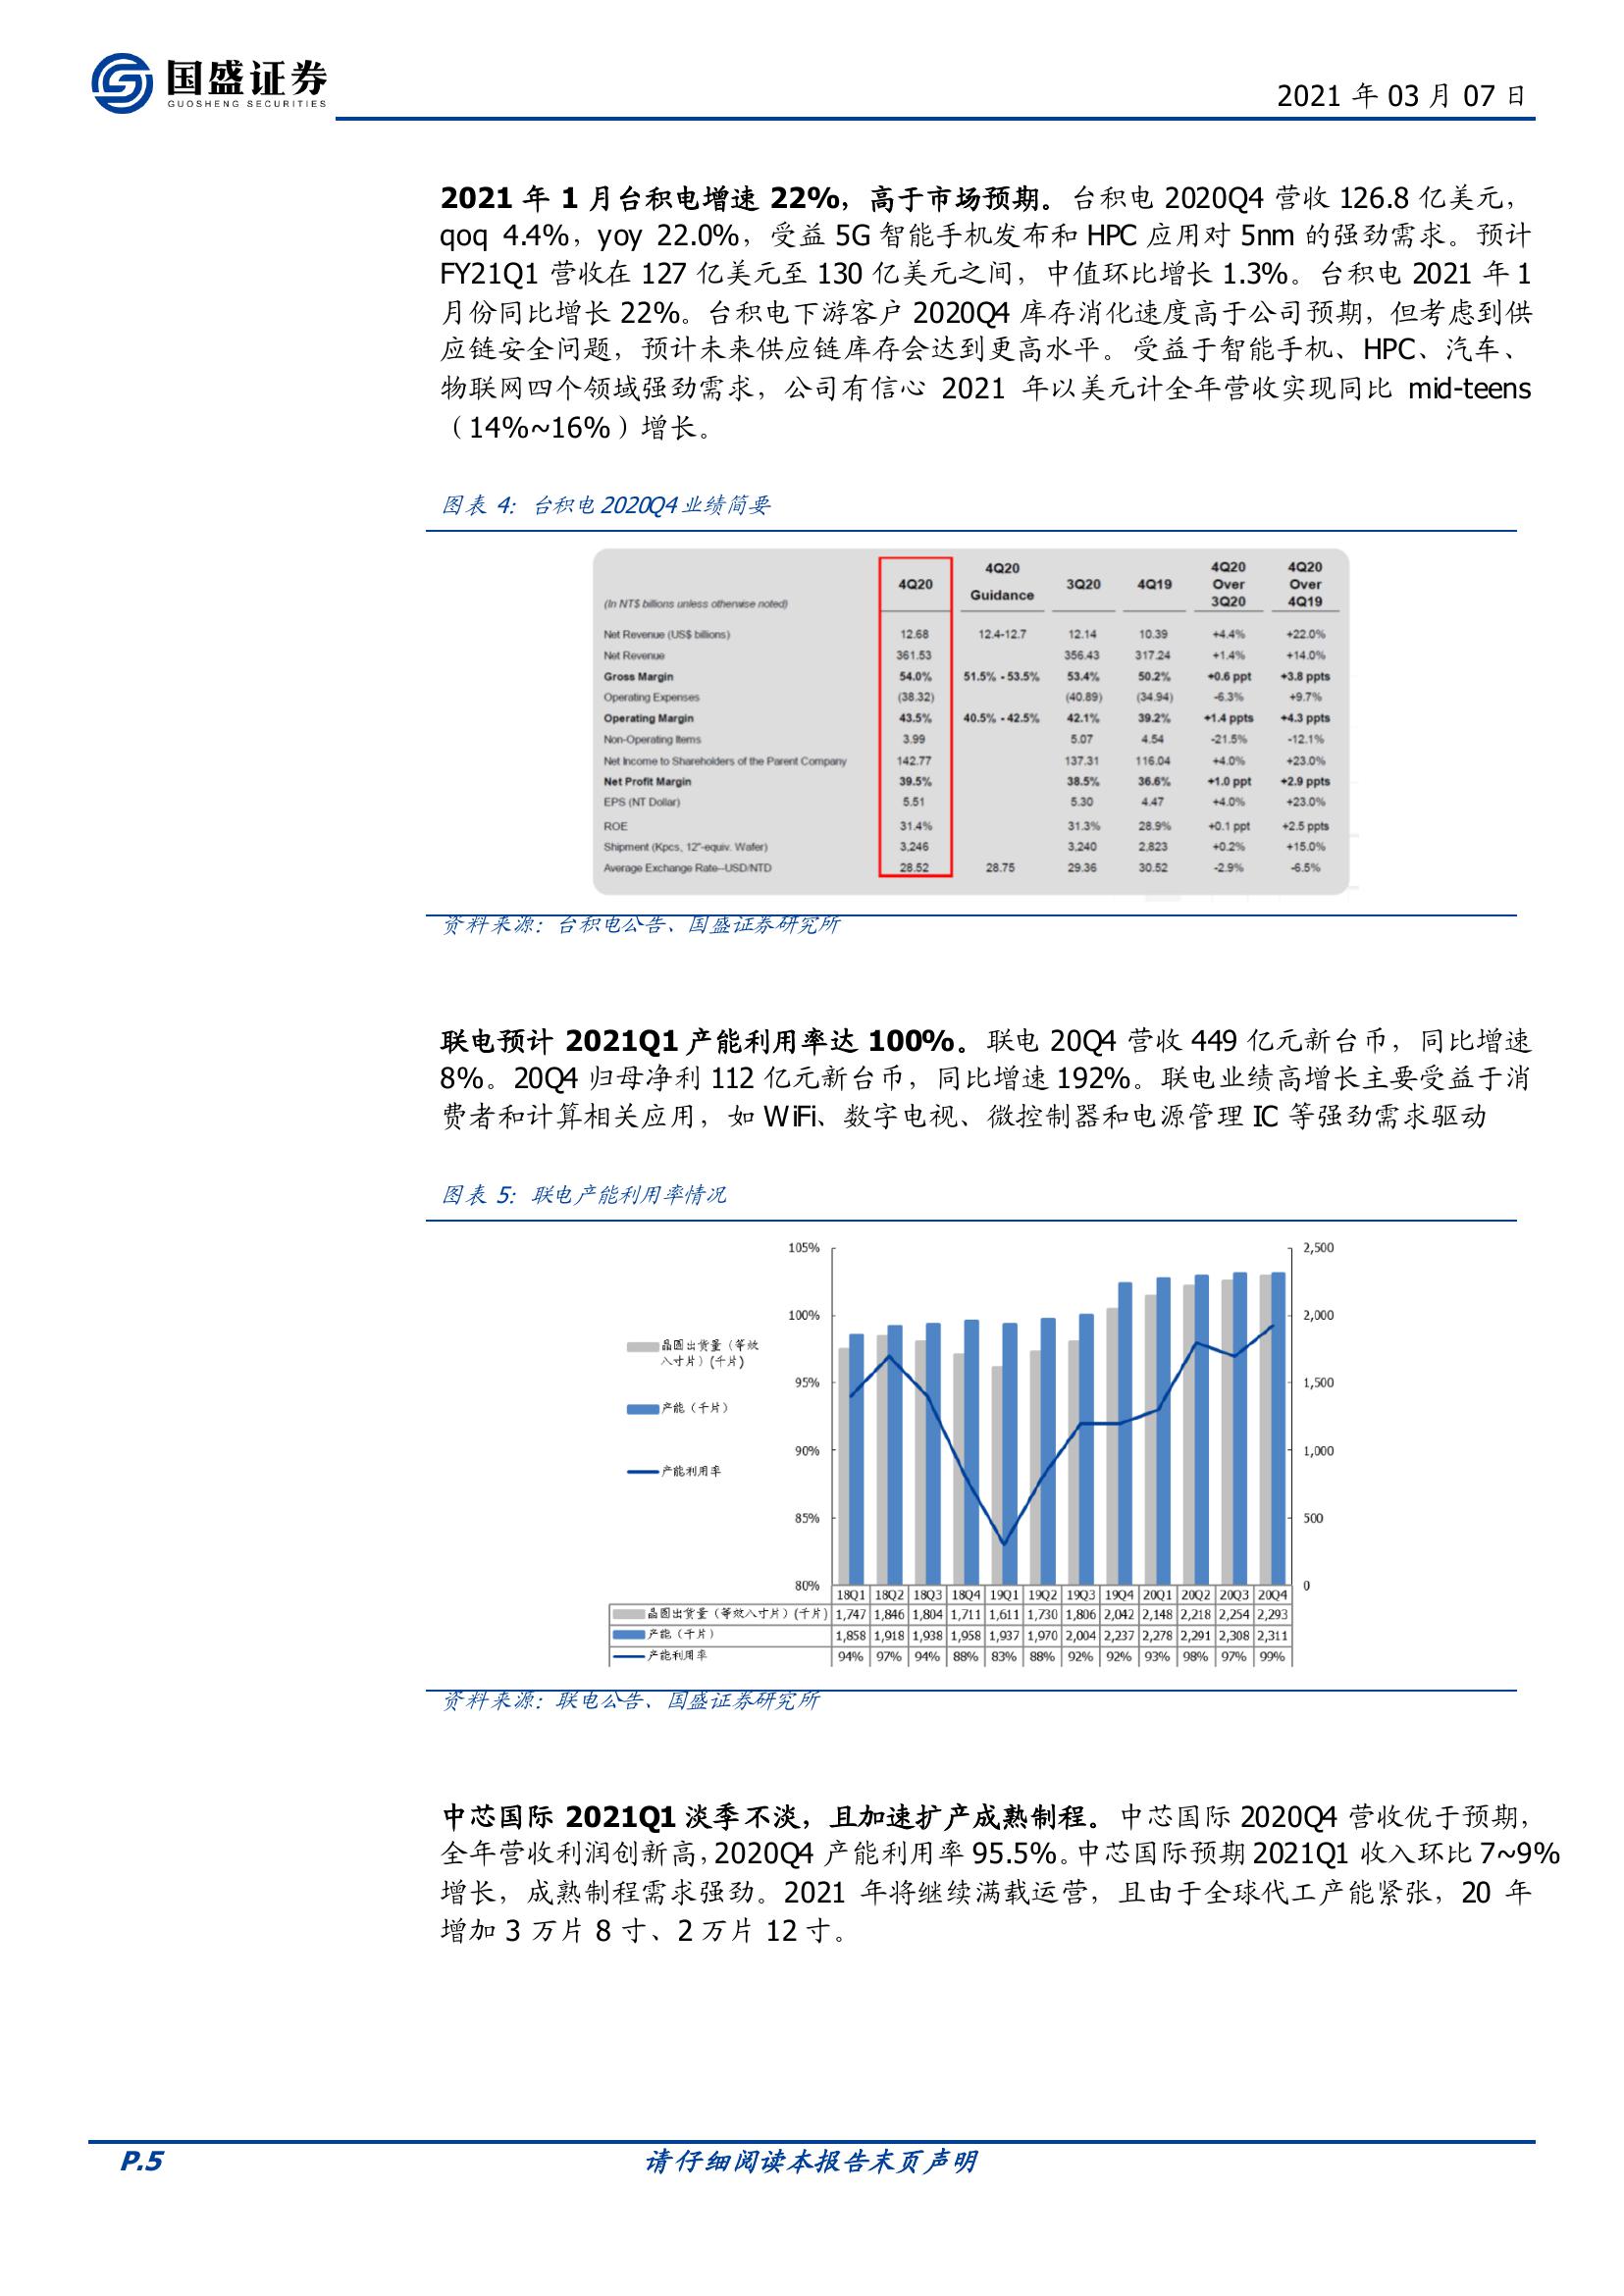 国盛证券
GUOSHENG SECURITIES
2021 年 03 月 07 日
2021 年 1 月台积电增速 22%，高于市场预期。台积电 2020Q4 营收 126.8 亿美元，
qoq 4.4%，yoy 22.0%，受益 5G 智能手机发布和 HPC 应用对 5nm 的强劲需求。预计
FY21Q1 营收在 127 亿美元至 130 亿美元之间，中值环比增长 1.3%。台积电 2021 年 1
月份同比增长 22%。台积电下游客户 2020Q4 库存消化速度高于公司预期，但考虑到供
应链安全问题，预计未来供应链库存会达到更高水平。受益于智能手机、HPC、汽车、
物联网四个领域强劲需求，公司有信心 2021 年以美元计全年营收实现同比 mid-teens
（14%~16%）增长。
图表 4：台积电 2020Q4 业绩简要
(In NT$ billions unless otherwise noted) 4Q20 4Q20 Guidance 3Q20 4Q19 4Q20 Over 3Q20 4Q20 Over 4Q19
Net Revenue (US$ billions) 12.68 12.4-12.7 12.14 10.39 +4.4% +22.0%
Net Revenue 361.53 356.43 317.24 +1.4% +14.0%
Gross Margin 54.0% 51.5% - 53.5% 53.4% 50.2% +0.6 ppt +3.8 ppts
Operating Expenses (38.32) (40.89) (34.94) -6.3% +9.7%
Operating Margin 43.5% 40.5% - 42.5% 42.1% 39.2% +1.4 ppts +4.3 ppts
Non-Operating Items 3.99 5.07 4.54 -21.5% -12.1%
Net Income to Shareholders of the Parent Company 142.77 137.31 116.04 +4.0% +23.0%
Net Profit Margin 39.5% 38.5% 36.6% +1.0 ppt +2.9 ppts
EPS (NT Dollar) 5.51 5.30 4.47 +4.0% +23.0%
ROE 31.4% 31.3% 28.9% +0.1 ppt +2.5 ppts
Shipment (Kpcs, 12"-equiv. Wafer) 3,246 3,240 2,823 +0.2% +15.0%
Average Exchange Rate--USD/NTD 28.52 28.75 29.36 30.52 -2.9% -6.5%
资料来源：台积电公告、国盛证券研究所
联电预计 2021Q1 产能利用率达 100%。联电 20Q4 营收 449 亿元新台币，同比增速
8%。20Q4 归母净利 112 亿元新台币，同比增速 192%。联电业绩高增长主要受益于消
费者和计算相关应用，如 WiFi、数字电视、微控制器和电源管理 IC 等强劲需求驱动
图表 5：联电产能利用率情况
105% 2,500
100% 2,000
晶圆出货量（等效
八寸片）(千片)
95% 1,500
产能（千片）
90% 1,000
产能利用率
85% 500
80% 0
18Q1 18Q2 18Q3 18Q4 19Q1 19Q2 19Q3 19Q4 20Q1 20Q2 20Q3 20Q4
晶圆出货量（等效八寸片）(千片) 1,747 1,846 1,804 1,711 1,611 1,730 1,806 2,042 2,148 2,218 2,254 2,293
产能（千片） 1,858 1,918 1,938 1,958 1,937 1,970 2,004 2,237 2,278 2,291 2,308 2,311
产能利用率 94% 97% 94% 88% 83% 88% 92% 92% 93% 98% 97% 99%
资料来源：联电公告、国盛证券研究所
中芯国际 2021Q1 淡季不淡，且加速扩产成熟制程。中芯国际 2020Q4 营收优于预期，
全年营收利润创新高，2020Q4 产能利用率 95.5%。中芯国际预期 2021Q1 收入环比 7~9%
增长，成熟制程需求强劲。2021 年将继续满载运营，且由于全球代工产能紧张，20 年
增加 3 万片 8 寸、2 万片 12 寸。
P.5 请仔细阅读本报告末页声明